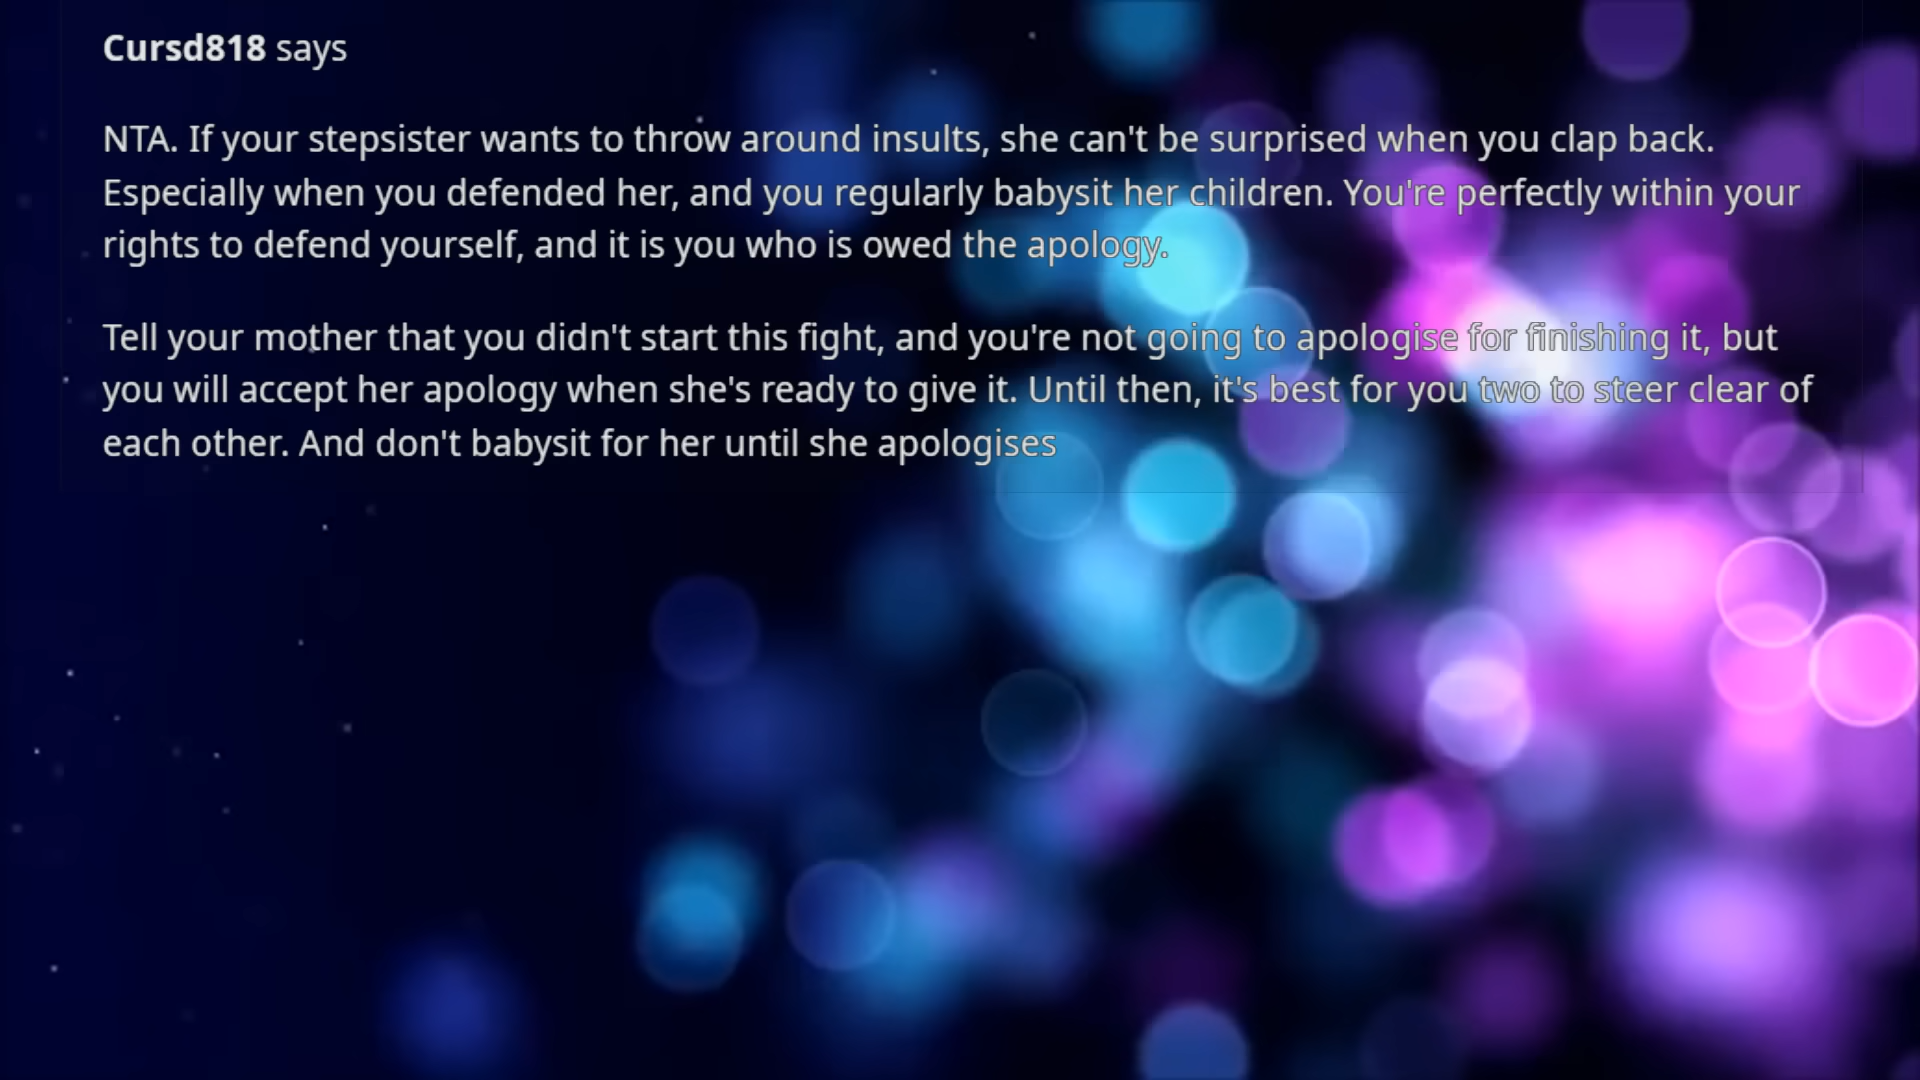 Cursd818 says
NTA. If your stepsister wants to throw around insults, she can't be surprised when you clap back.
Especially when you defended her, and you regularly babysit her children. You're perfectly within your
rights to defend yourself, and it is you who is owed the apology.
Tell your mother that you didn't start this fight, and you're not going to apologise for finishing it, but
you will accept her apology when she's ready to give it. Until then, it's best for you two to steer clear of
each other. And don't babysit for her until she apologises